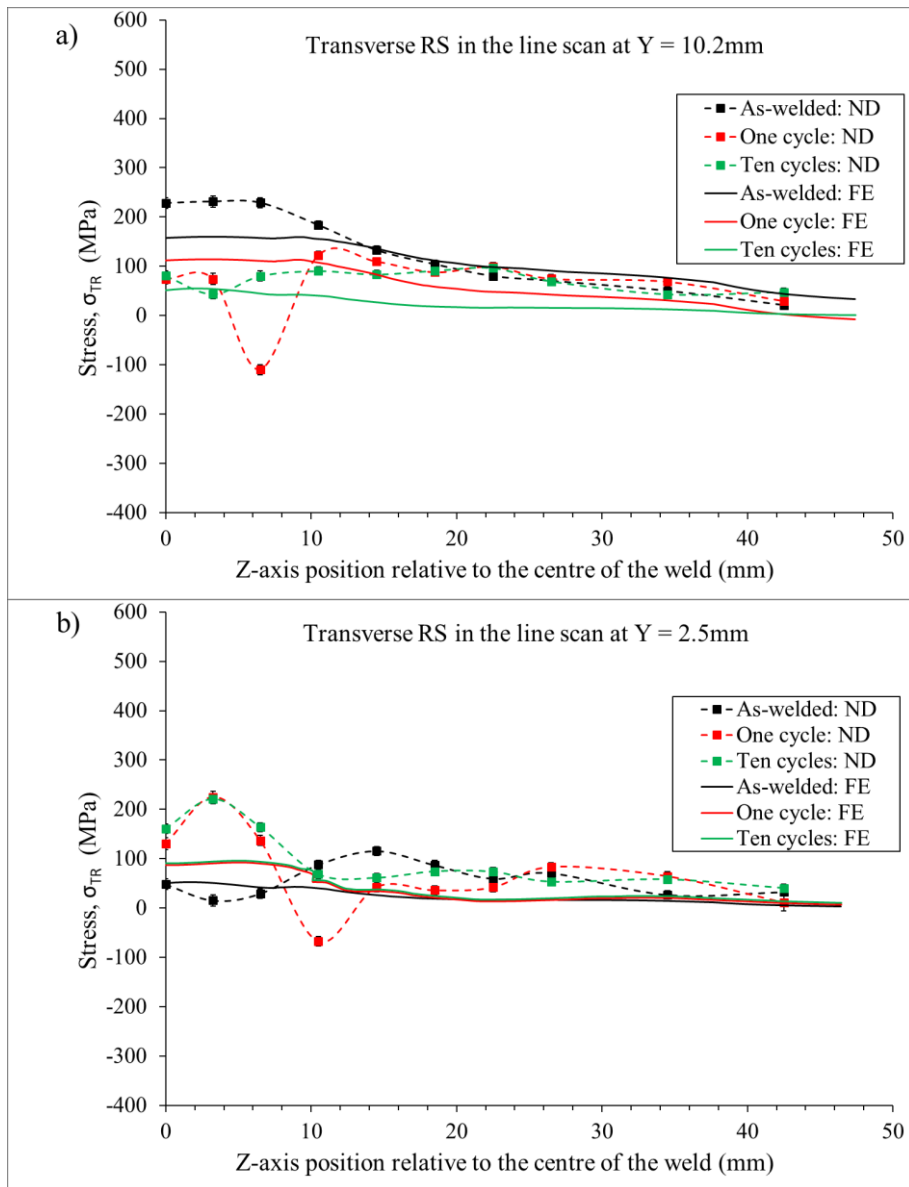 a)
Transverse RS in the line scan at Y = 10.2mm
600
500
400
300
200
100
0
-100
-200
-300
-400
Stress, σTR (MPa)
As-welded: ND
One cycle: ND
Ten cycles: ND
As-welded: FE
One cycle: FE
Ten cycles: FE
0 10 20 30 40 50
Z-axis position relative to the centre of the weld (mm)
b)
Transverse RS in the line scan at Y = 2.5mm
600
500
400
300
200
100
0
-100
-200
-300
-400
Stress, σTR (MPa)
As-welded: ND
One cycle: ND
Ten cycles: ND
As-welded: FE
One cycle: FE
Ten cycles: FE
0 10 20 30 40 50
Z-axis position relative to the centre of the weld (mm)